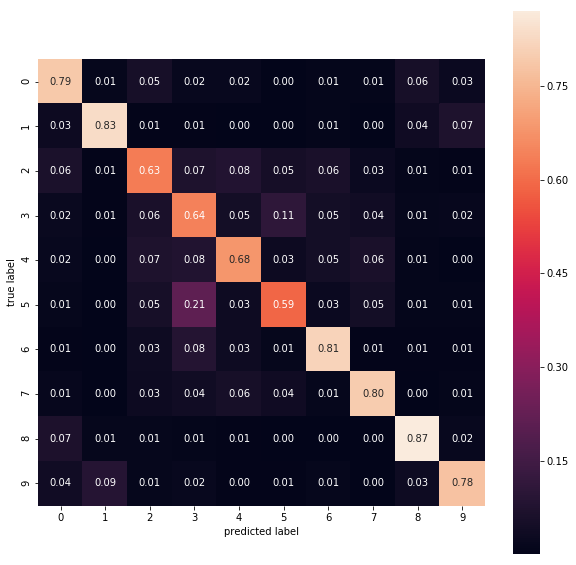 0 0.79 0.01 0.05 0.02 0.02 0.00 0.01 0.01 0.06 0.03
1 0.03 0.83 0.01 0.01 0.00 0.00 0.01 0.00 0.04 0.07
2 0.06 0.01 0.63 0.07 0.08 0.05 0.06 0.03 0.01 0.01
3 0.02 0.01 0.06 0.64 0.05 0.11 0.05 0.04 0.01 0.02
4 0.02 0.00 0.07 0.08 0.68 0.03 0.05 0.06 0.01 0.00
5 0.01 0.00 0.05 0.21 0.03 0.59 0.03 0.05 0.01 0.01
6 0.01 0.00 0.03 0.08 0.03 0.01 0.81 0.01 0.01 0.01
7 0.01 0.00 0.03 0.04 0.06 0.04 0.01 0.80 0.00 0.01
8 0.07 0.01 0.01 0.01 0.00 0.00 0.00 0.00 0.87 0.02
9 0.04 0.09 0.01 0.02 0.00 0.01 0.01 0.00 0.03 0.78
0 1 2 3 4 5 6 7 8 9
predicted label
true label
0.75
0.60
0.45
0.30
0.15